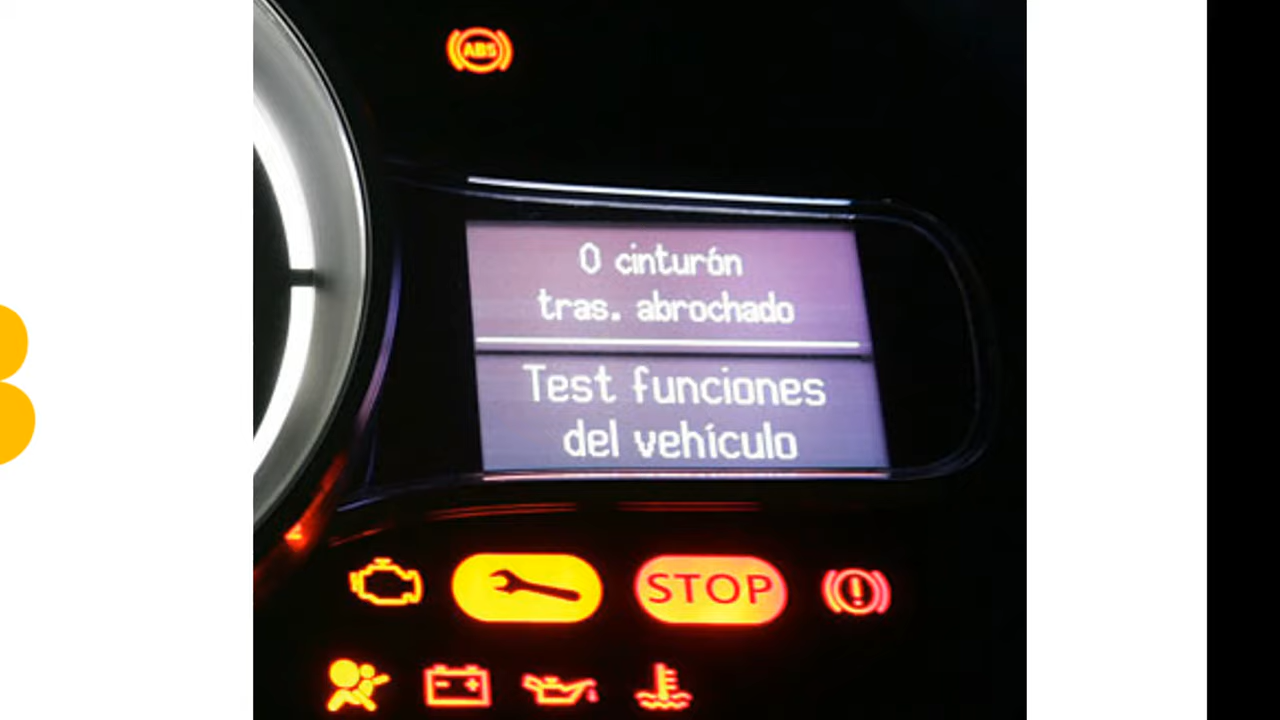 ABS
0 cinturón
tras. abrochado
Test funciones
del vehículo
STOP